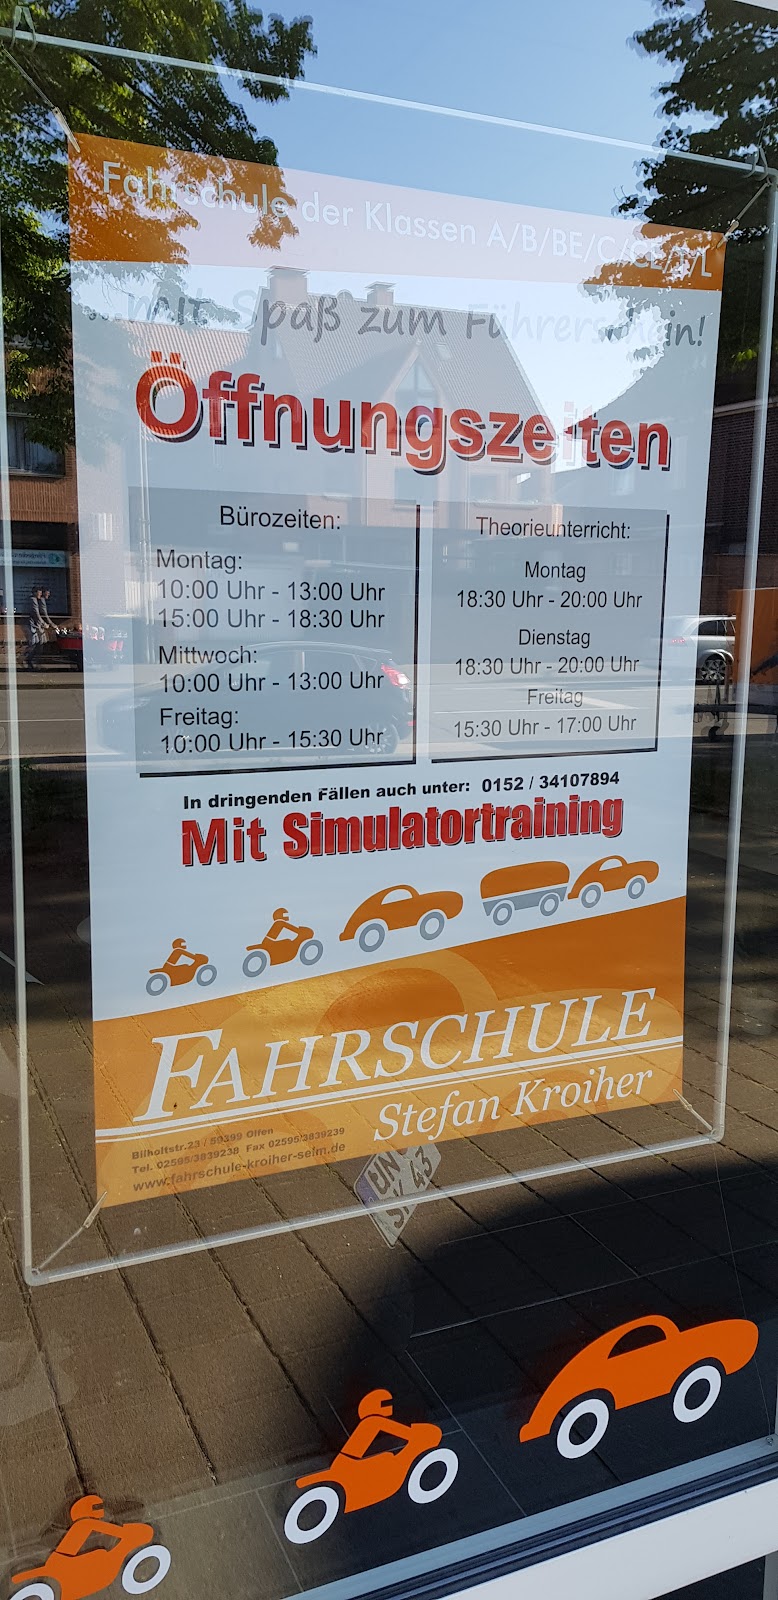 Fahrschule der Klassen A/B/BE/C/CE/T/L
...mit Spaß zum Führerschein!
Öffnungszeiten
Bürozeiten:
Montag:
10:00 Uhr - 13:00 Uhr
15:00 Uhr - 18:30 Uhr
Mittwoch:
10:00 Uhr - 13:00 Uhr
Freitag:
10:00 Uhr - 15:30 Uhr
Theorieunterricht:
Montag
18:30 Uhr - 20:00 Uhr
Dienstag
18:30 Uhr - 20:00 Uhr
Freitag
15:30 Uhr - 17:00 Uhr
In dringenden Fällen auch unter: 0152 / 34107894
Mit Simulatortraining
FAHRSCHULE
Stefan Kroiher
Bilholtstr.23 / 59399 Olfen
Tel. 02595/3839238 Fax 02595/3839239
www.fahrschule-kroiher-selm.de